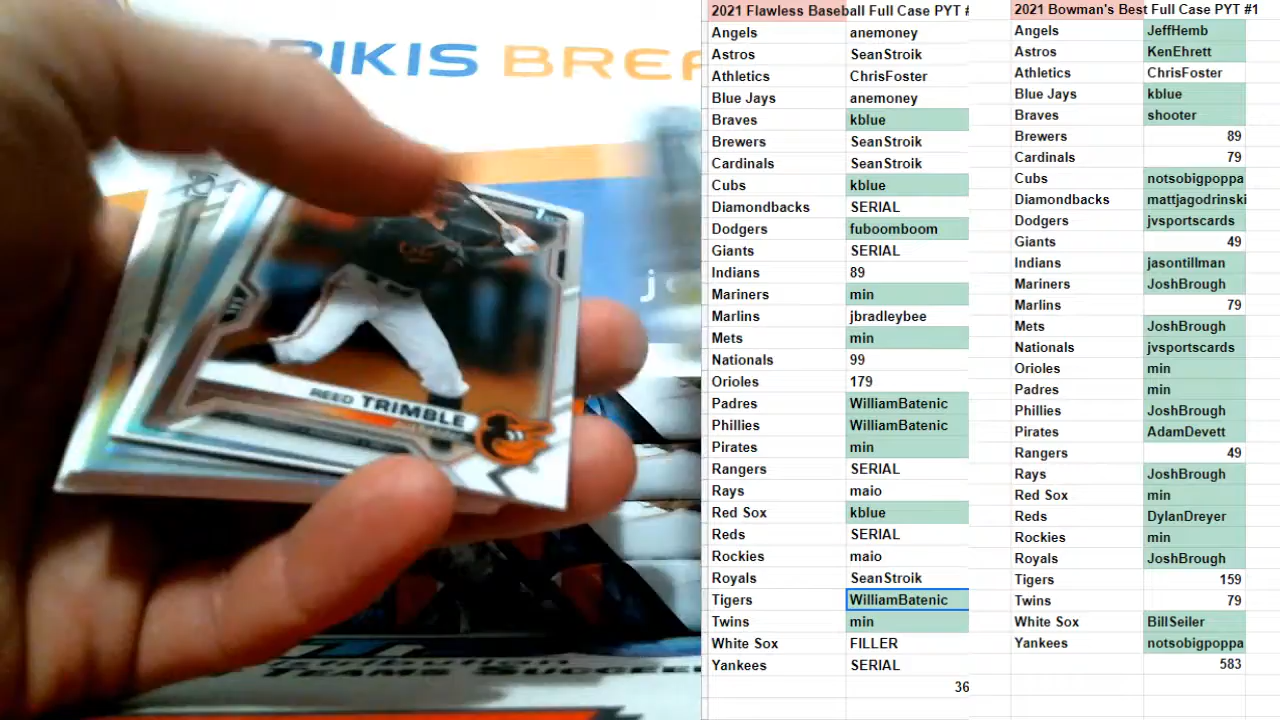 RIKIS BREA
REED TRIMBLE
Distribution
TEAMS SUCCEED
2021 Flawless Baseball Full Case PYT #
Angels anemoney
Astros SeanStroik
Athletics ChrisFoster
Blue Jays anemoney
Braves kblue
Brewers SeanStroik
Cardinals SeanStroik
Cubs kblue
Diamondbacks SERIAL
Dodgers fuboomboom
Giants SERIAL
Indians 89
Mariners min
Marlins jbradleybee
Mets min
Nationals 99
Orioles 179
Padres WilliamBatenic
Phillies WilliamBatenic
Pirates min
Rangers SERIAL
Rays maio
Red Sox kblue
Reds SERIAL
Rockies maio
Royals SeanStroik
Tigers WilliamBatenic
Twins min
White Sox FILLER
Yankees SERIAL
36
2021 Bowman's Best Full Case PYT #1
Angels JeffHemb
Astros KenEhrett
Athletics ChrisFoster
Blue Jays kblue
Braves shooter
Brewers 89
Cardinals 79
Cubs notsobigpoppa
Diamondbacks mattjagodrinski
Dodgers jvsportscards
Giants 49
Indians jasontillman
Mariners JoshBrough
Marlins 79
Mets JoshBrough
Nationals jvsportscards
Orioles min
Padres min
Phillies JoshBrough
Pirates AdamDevett
Rangers 49
Rays JoshBrough
Red Sox min
Reds DylanDreyer
Rockies min
Royals JoshBrough
Tigers 159
Twins 79
White Sox BillSeiler
Yankees notsobigpoppa
583